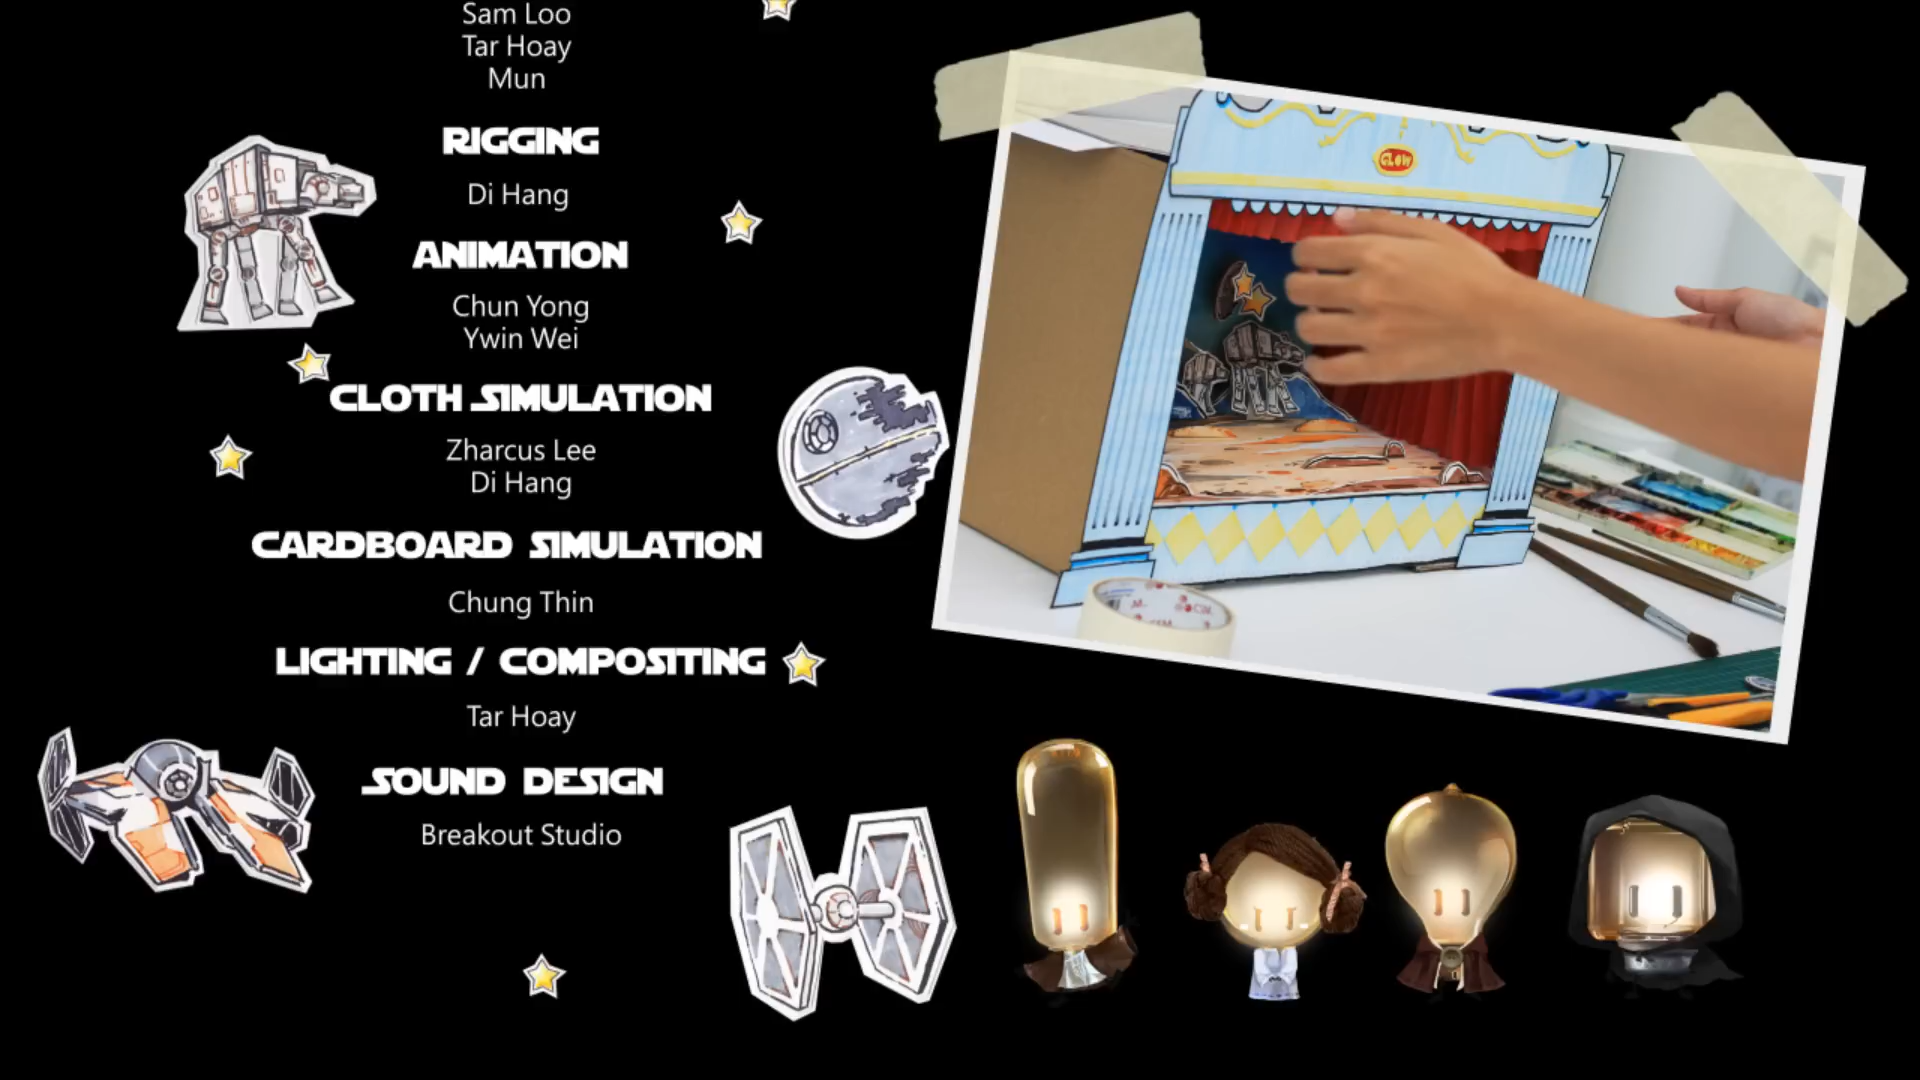 Sam Loo
Tar Hoay
Mun
RIGGING
Di Hang
ANIMATION
Chun Yong
Ywin Wei
CLOTH SIMULATION
Zharcus Lee
Di Hang
CARDBOARD SIMULATION
Chung Thin
LIGHTING / COMPOSITING
Tar Hoay
SOUND DESIGN
Breakout Studio
GLOW